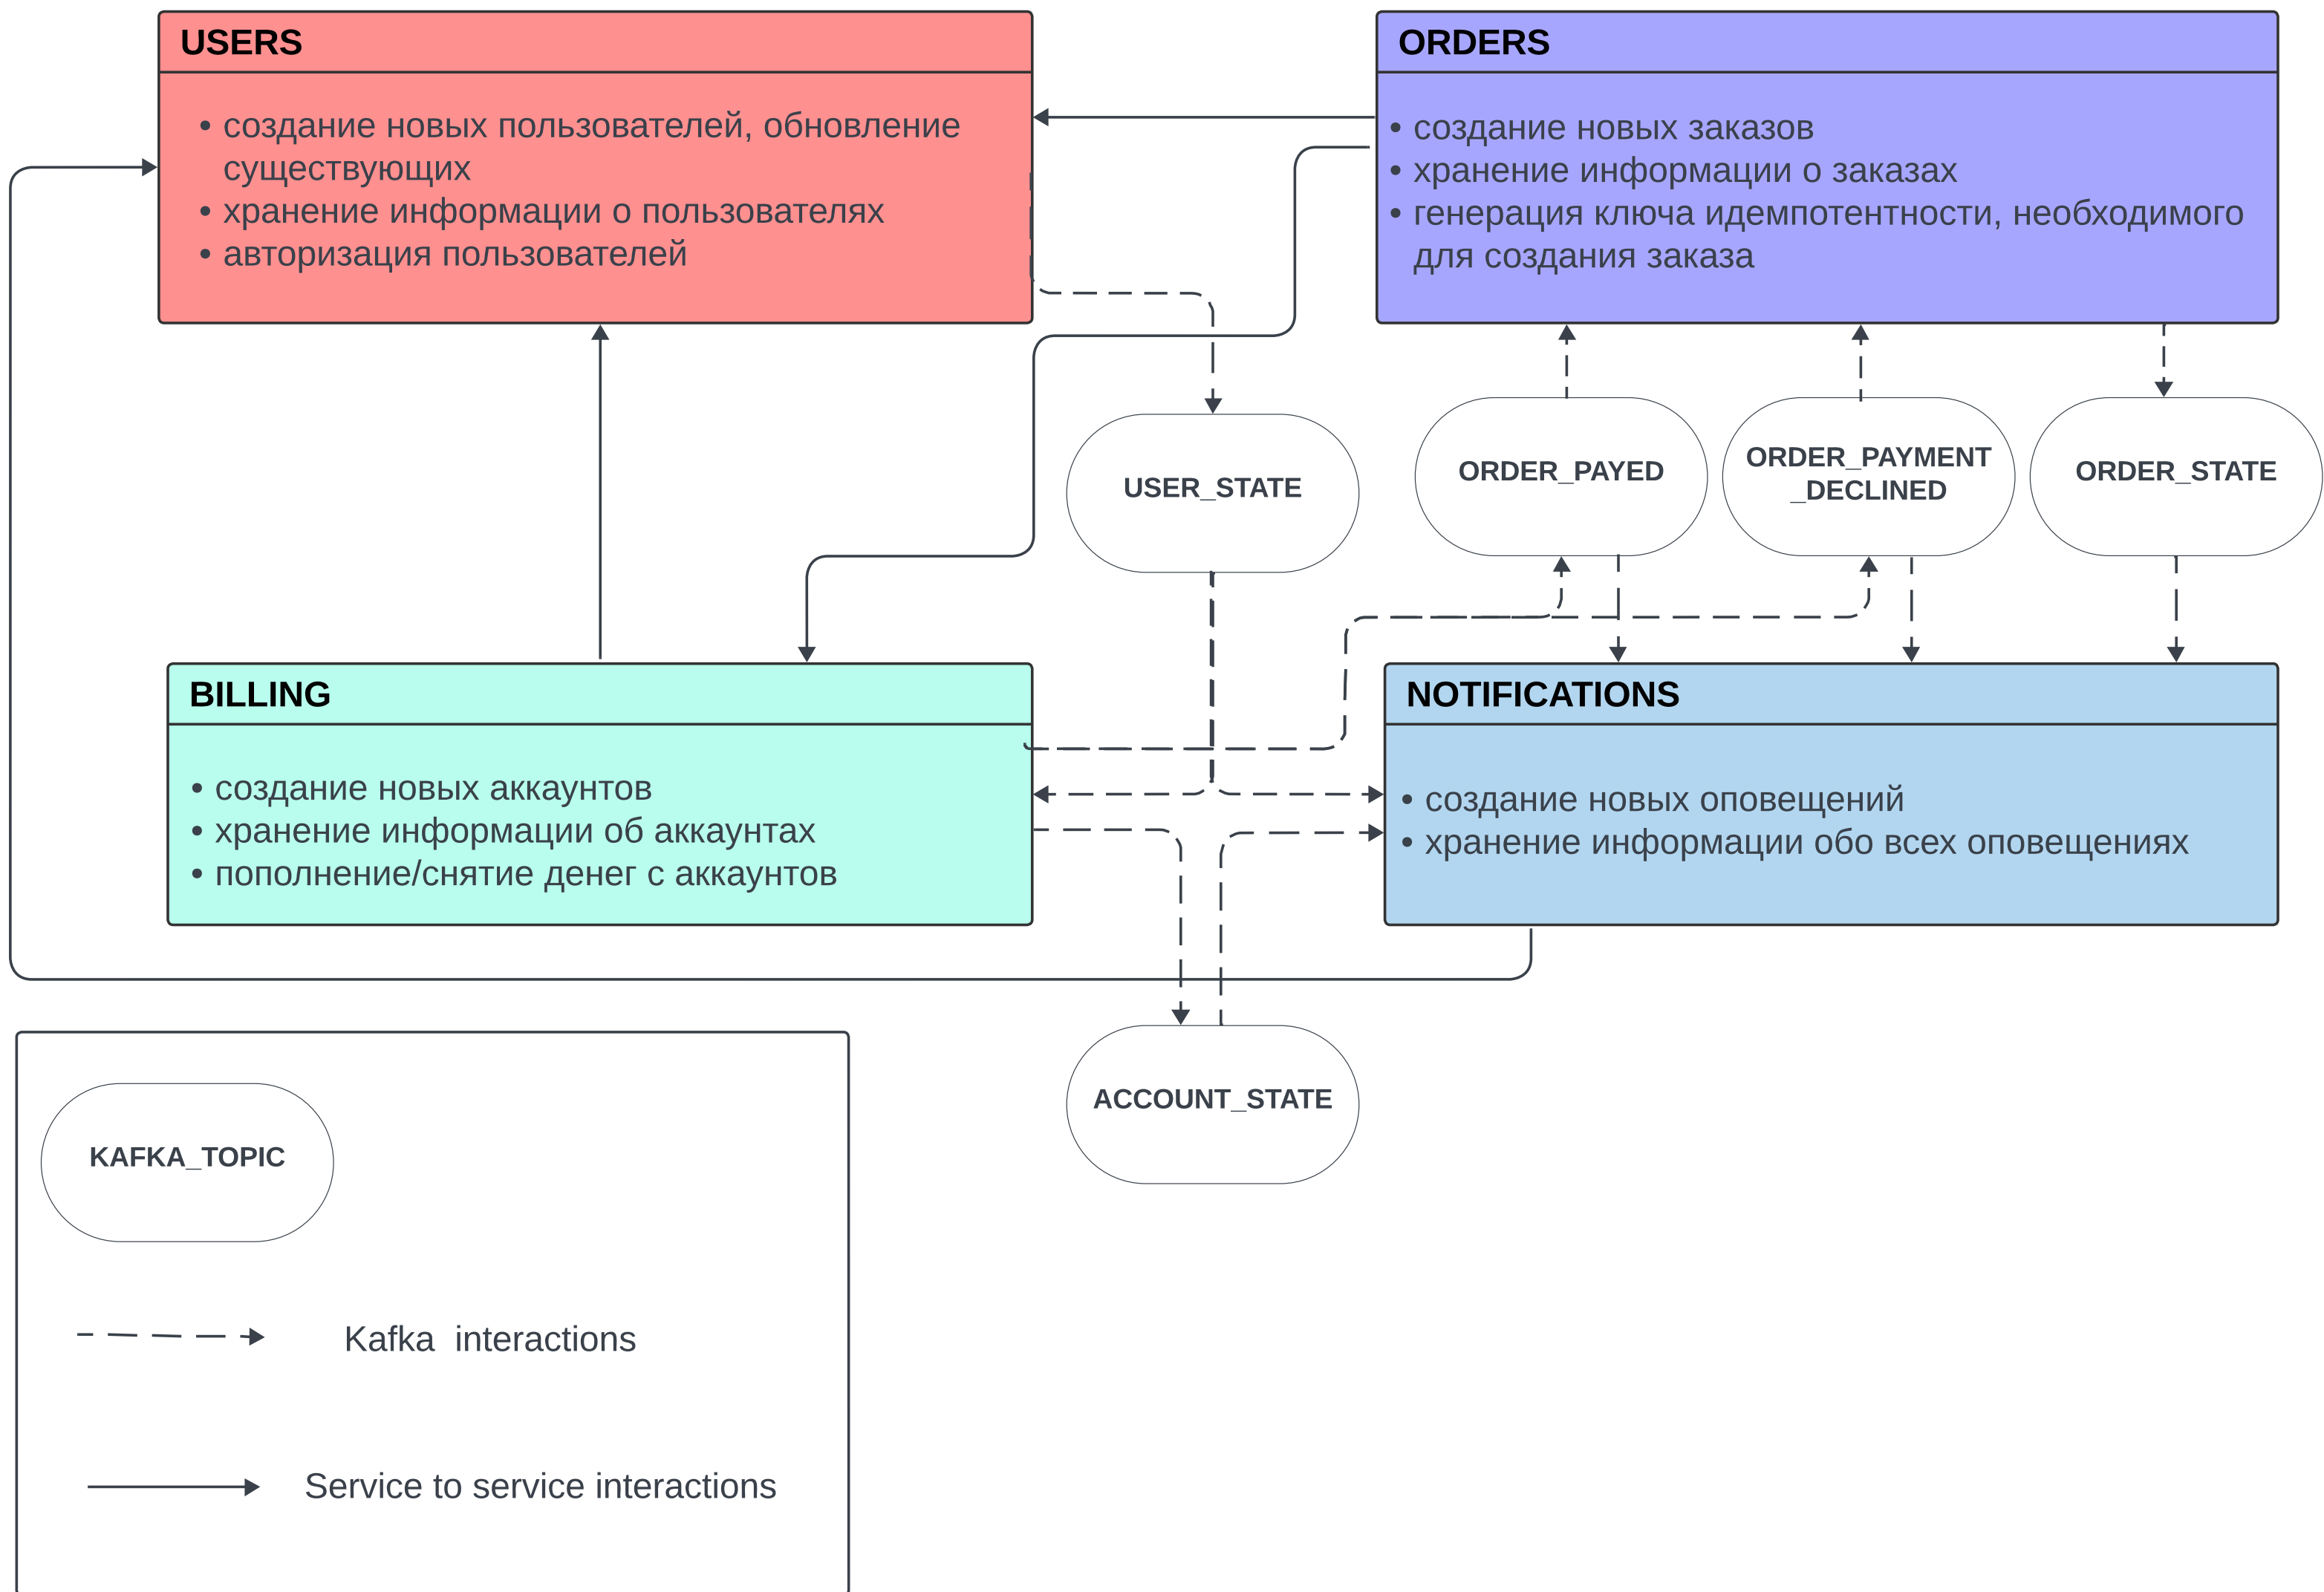 USERS
• создание новых пользователей, обновление
существующих
• хранение информации о пользователях
• авторизация пользователей
ORDERS
• создание новых заказов
• хранение информации о заказах
• генерация ключа идемпотентности, необходимого
для создания заказа
USER_STATE
ORDER_PAYED
ORDER_PAYMENT
_DECLINED
ORDER_STATE
BILLING
• создание новых аккаунтов
• хранение информации об аккаунтах
• пополнение/снятие денег с аккаунтов
NOTIFICATIONS
• создание новых оповещений
• хранение информации обо всех оповещениях
ACCOUNT_STATE
KAFKA_TOPIC
Kafka  interactions
Service to service interactions